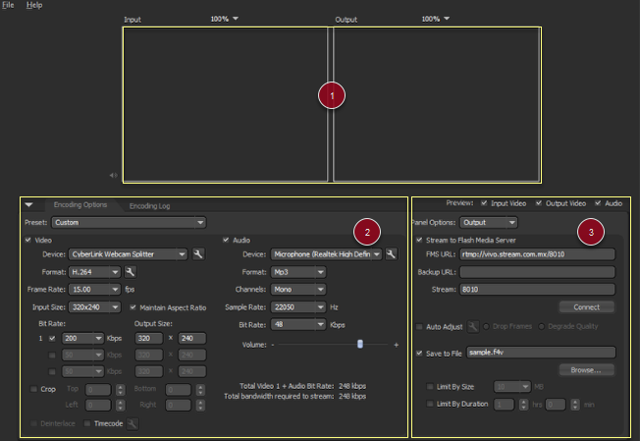 File Help
Input 100% Output 100%
1
Encoding Options Encoding Log
Preview: Input Video Output Video Audio
Preset: Custom
2
Panel Options: Output
3
Video
Audio
Stream to Flash Media Server
Device: CyberLink Webcam Splitter
Device: Microphone (Realtek High Defin
FMS URL: rtmp://vivo.stream.com.mx/8010
Format: H.264
Format: Mp3
Backup URL:
Frame Rate: 15.00 fps
Channels: Mono
Stream: 8010
Input Size: 320x240 Maintain Aspect Ratio
Sample Rate: 22050 Hz
Connect
Bit Rate: Output Size:
Bit Rate: 48 Kbps
Auto Adjust Drop Frames Degrade Quality
1 200 Kbps 320 x 240
Volume: - +
Kbps x
Save to File sample.f4v
Kbps x
Browse...
Crop Top 0 Bottom 0
Total Video 1 + Audio Bit Rate: 248 kbps
Limit By Size MB
Left 0 Right 0
Total bandwidth required to stream: 248 kbps
Limit By Duration hrs min
Deinterlace Timecode